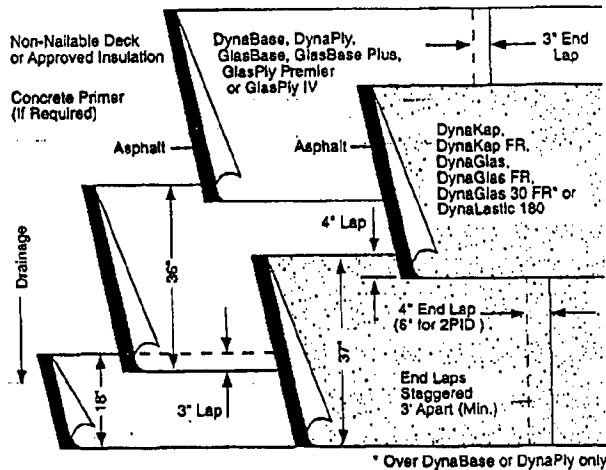 Non-Nailable Deck
or Approved Insulation
Concrete Primer
(If Required)
DynaBase, DynaPly,
GlasBase, GlasBase Plus,
GlasPly Premier
or GlasPly IV
3" End
Lap
Asphalt
Asphalt
DynaKap,
DynaKap FR,
DynaGlas,
DynaGlas FR,
DynaGlas 30 FR* or
DynaLastic 180
4" Lap
Drainage
36"
37"
18"
3" Lap
4" End Lap
(6" for 2PID)
End Laps
Staggered
3' Apart (Min.)
* Over DynaBase or DynaPly only